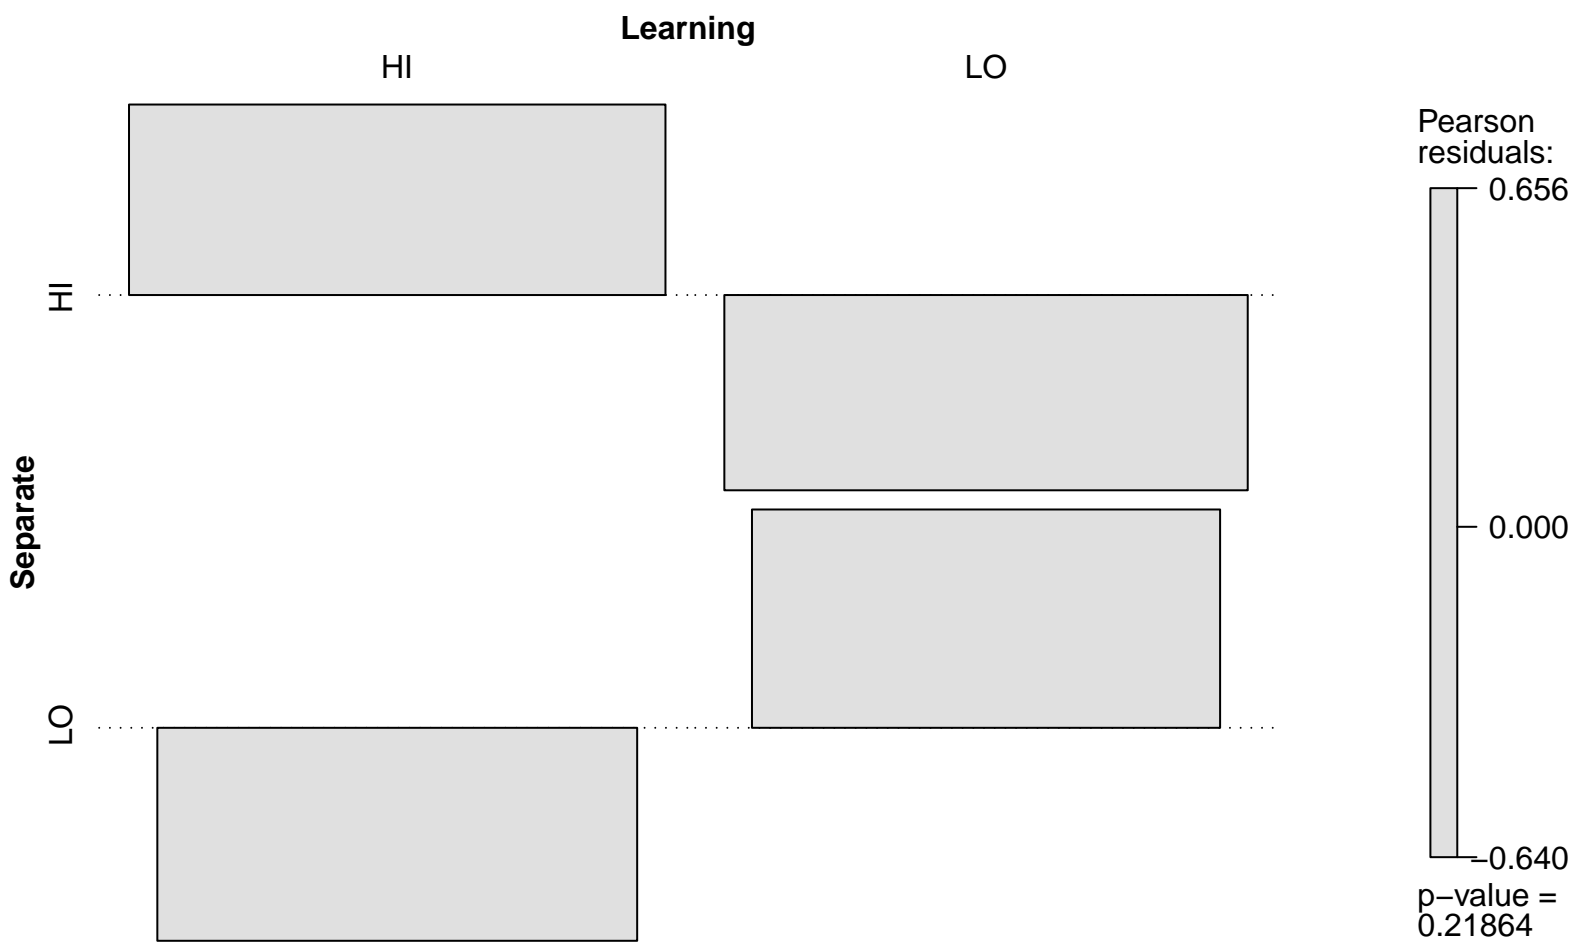 Learning
HI
LO
Pearson
residuals:
0.656
HI
Separate
0.000
LO
−0.640
p−value =
0.21864